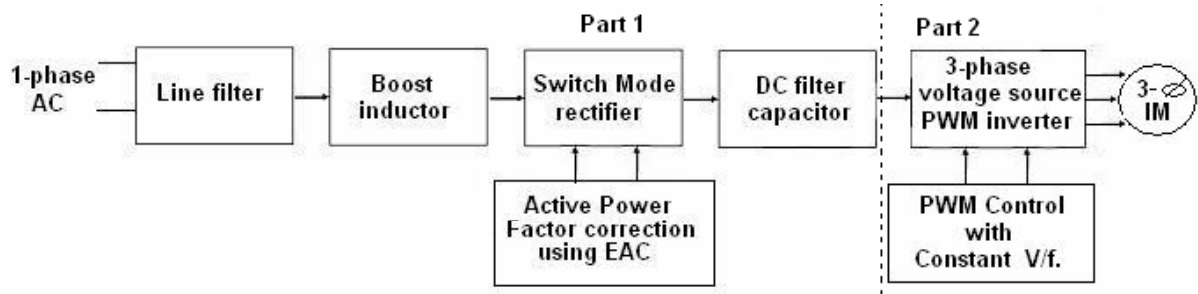 Part 1
Part 2
1-phase
AC
Line filter
Boost
inductor
Switch Mode
rectifier
DC filter
capacitor
3-phase
voltage source
PWM inverter
3-⌀
IM
Active Power
Factor correction
using EAC
PWM Control
with
Constant V/f.